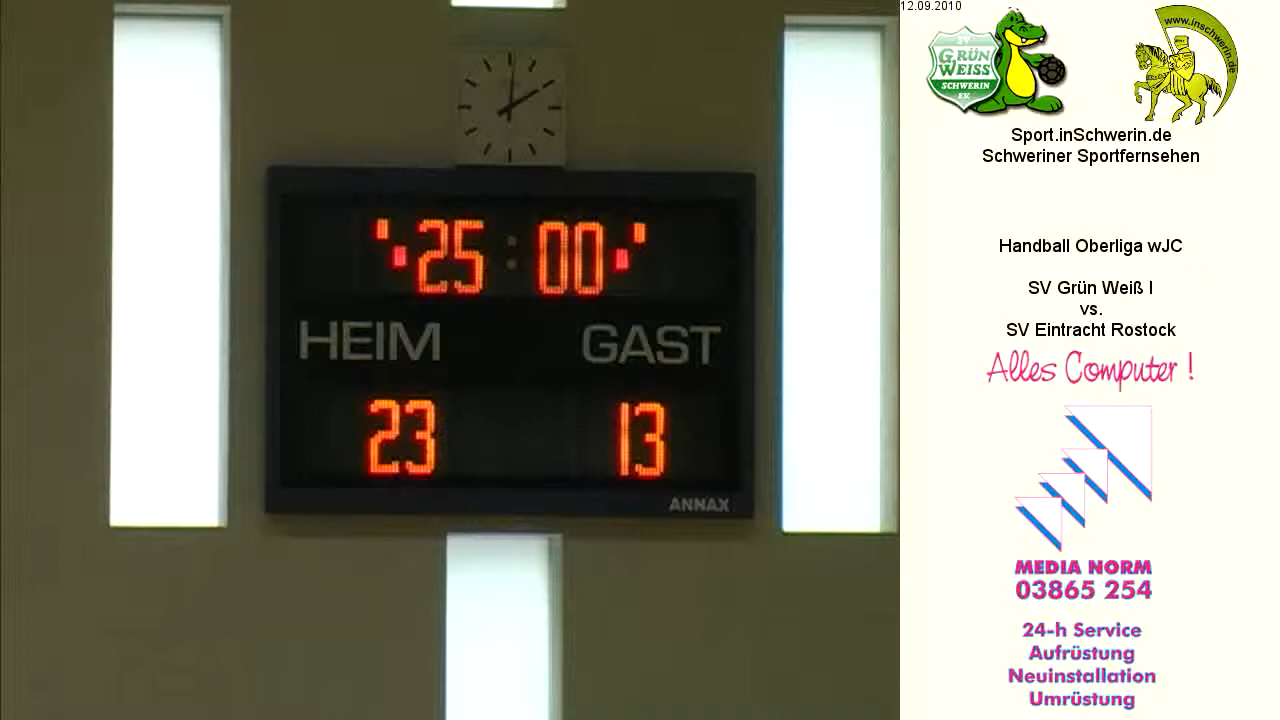 12.09.2010
SV
GRÜN
WEISS
SCHWERIN
www.inschwerin.de
Sport.inSchwerin.de
Schweriner Sportfernsehen
25:00
HEIM GAST
23 13
ANNAX
Handball Oberliga wJC
SV Grün Weiß I
vs.
SV Eintracht Rostock
Alles Computer !
MEDIA NORM
03865 254
24-h Service
Aufrüstung
Neuinstallation
Umrüstung